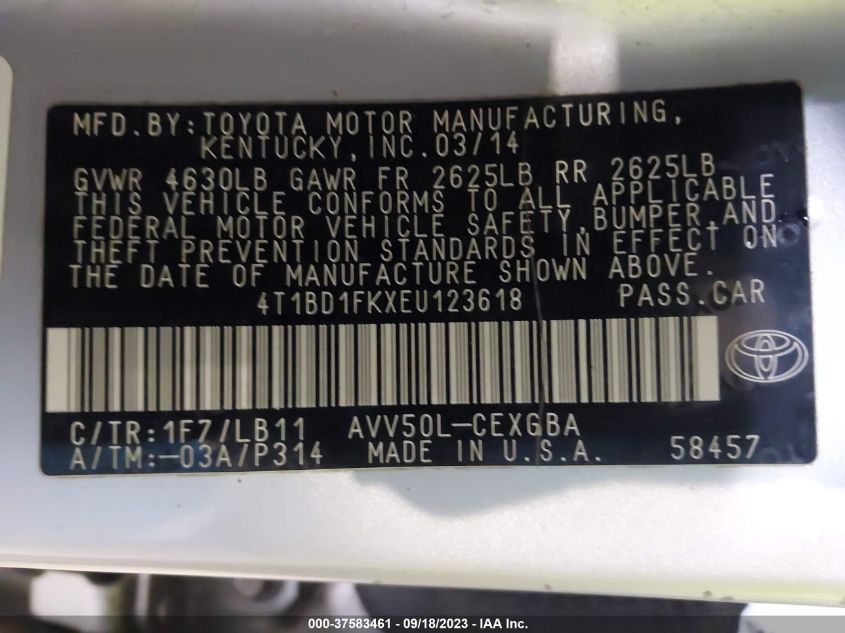 MFD.BY:TOYOTA MOTOR MANUFACTURING,
KENTUCKY,INC.03/14
GVWR 4630LB GAWR FR 2625LB RR 2625LB
THIS VEHICLE CONFORMS TO ALL APPLICABLE
FEDERAL MOTOR VEHICLE SAFETY,BUMPER,AND
THEFT PREVENTION STANDARDS IN EFFECT ON
THE DATE OF MANUFACTURE SHOWN ABOVE.
4T1BD1FKXEU123618 PASS.CAR
C/TR:1F7/LB11 AVV50L-CEXGBA
A/TM:-03A/P314 MADE IN U.S.A. 58457
000-37583461 - 09/18/2023 - IAA Inc.